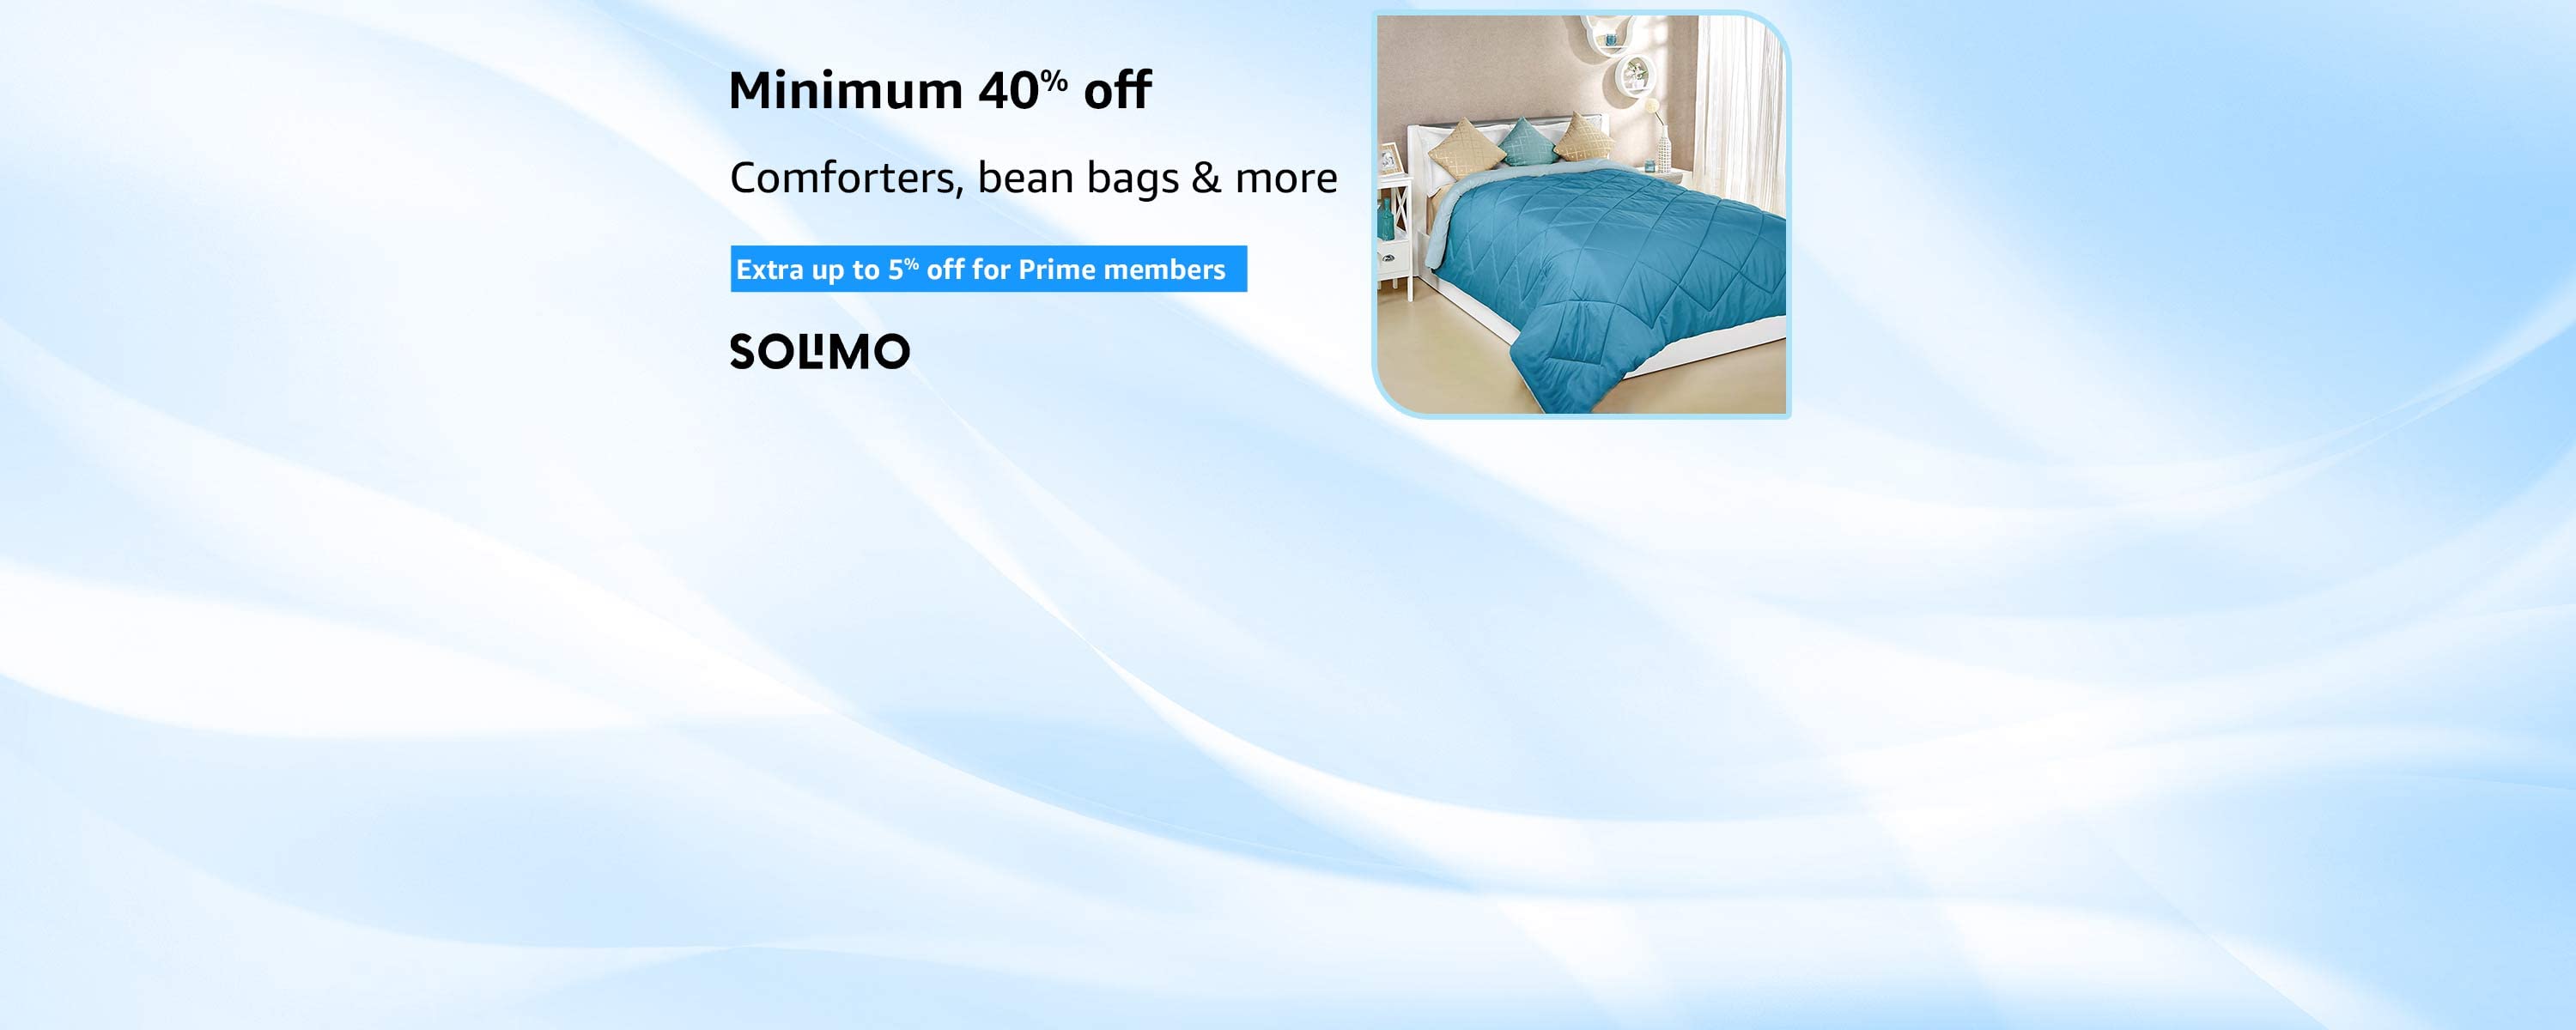 Minimum 40% off
Comforters, bean bags & more
Extra up to 5% off for Prime members
SOLIMO